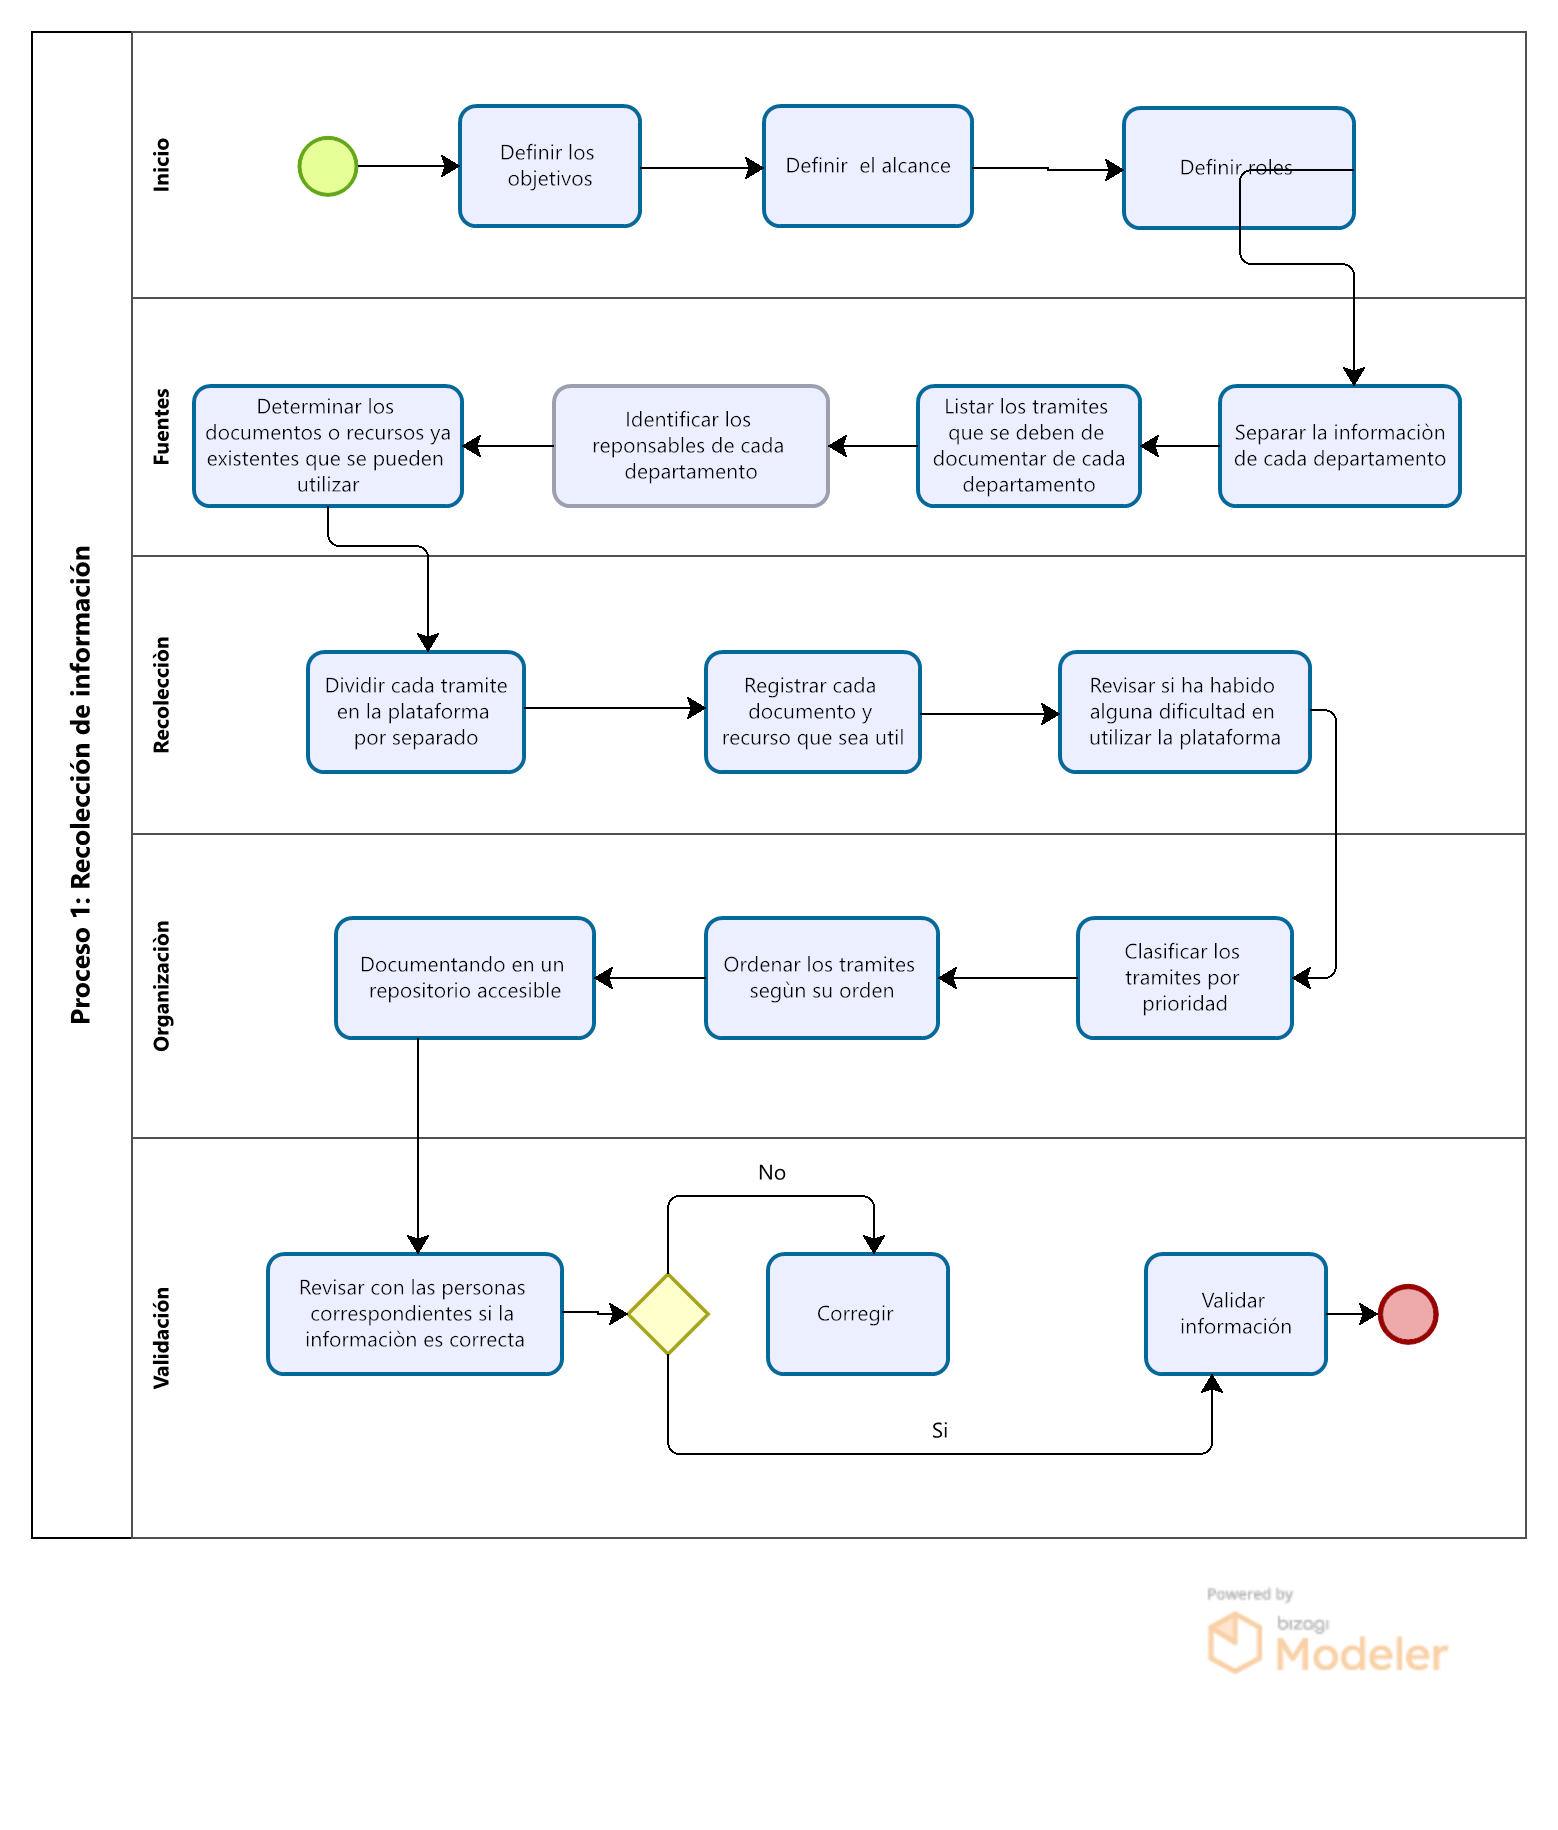 Proceso 1: Recolección de información
Inicio
Definir los
objetivos
Definir  el alcance
Definir roles
Fuentes
Determinar los
documentos o recursos ya
existentes que se pueden
utilizar
Identificar los
reponsables de cada
departamento
Listar los tramites
que se deben de
documentar de cada
departamento
Separar la informaciòn
de cada departamento
Recolecciòn
Dividir cada tramite
en la plataforma
por separado
Registrar cada
documento y
recurso que sea util
Revisar si ha habido
alguna dificultad en
utilizar la plataforma
Organizaciòn
Documentando en un
repositorio accesible
Ordenar los tramites
segùn su orden
Clasificar los
tramites por
prioridad
Validación
No
Revisar con las personas
correspondientes si la
informaciòn es correcta
Corregir
Validar
información
Si
Powered by
bizagi
Modeler